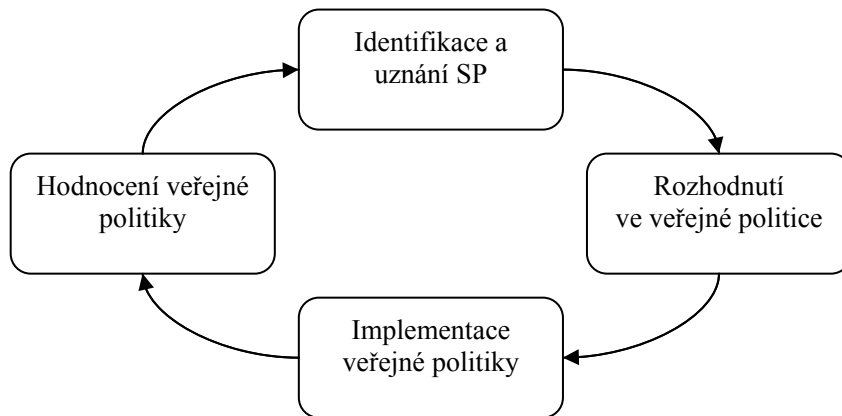 Identifikace a
uznání SP
Rozhodnutí
ve veřejné politice
Implementace
veřejné politiky
Hodnocení veřejné
politiky